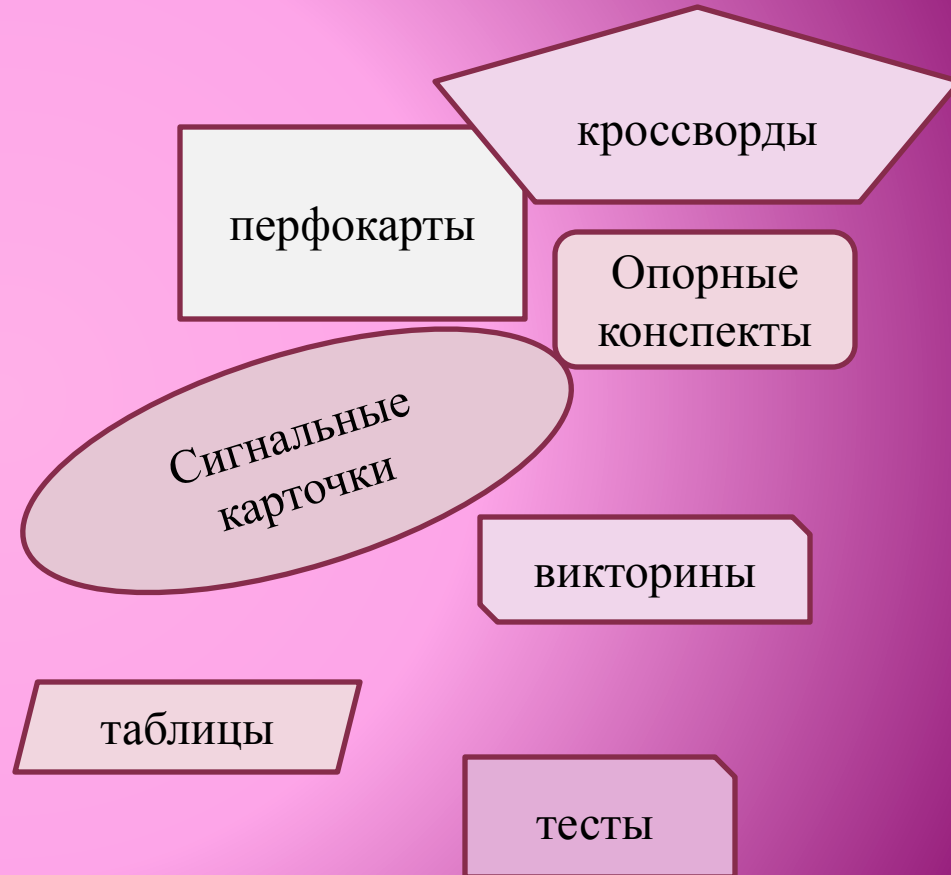 кроссворды
перфокарты
Опорные
конспекты
Сигнальные
карточки
викторины
таблицы
тесты